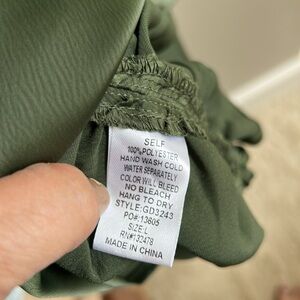 SELF
100%POLYESTER
HAND WASH COLD
WATER SEPARATELY
COLOR WILL BLEED
NO BLEACH
HANG TO DRY
STYLE:GD3243
PO#:13605
SIZE:L
RN#132478
MADE IN CHINA